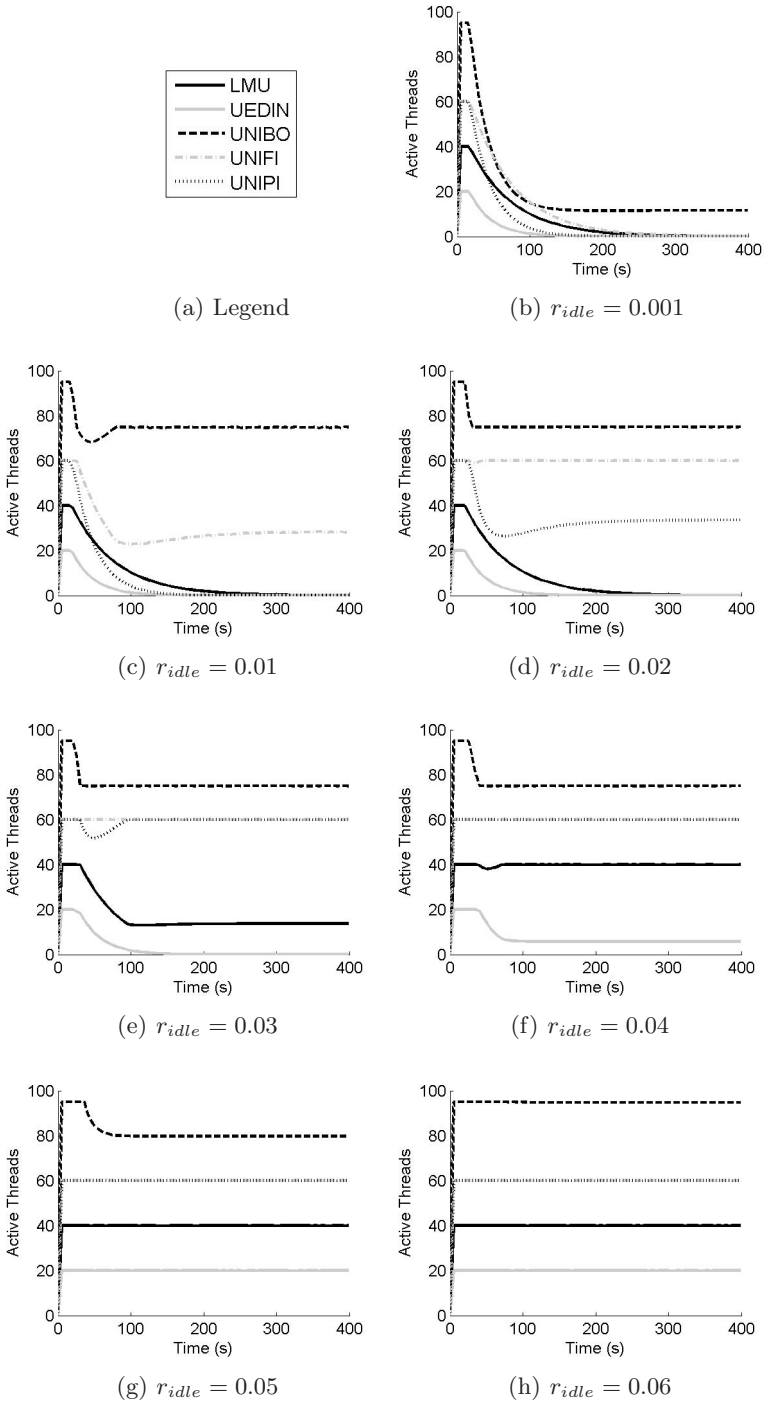 LMU
UEDIN
UNIBO
UNIFI
UNIPI
(a) Legend
Active Threads
100
80
60
40
20
0
0 100 200 300 400
Time (s)
(b) r_idle = 0.001
Active Threads
100
80
60
40
20
0
0 100 200 300 400
Time (s)
(c) r_idle = 0.01
Active Threads
100
80
60
40
20
0
0 100 200 300 400
Time (s)
(d) r_idle = 0.02
Active Threads
100
80
60
40
20
0
0 100 200 300 400
Time (s)
(e) r_idle = 0.03
Active Threads
100
80
60
40
20
0
0 100 200 300 400
Time (s)
(f) r_idle = 0.04
Active Threads
100
80
60
40
20
0
0 100 200 300 400
Time (s)
(g) r_idle = 0.05
Active Threads
100
80
60
40
20
0
0 100 200 300 400
Time (s)
(h) r_idle = 0.06